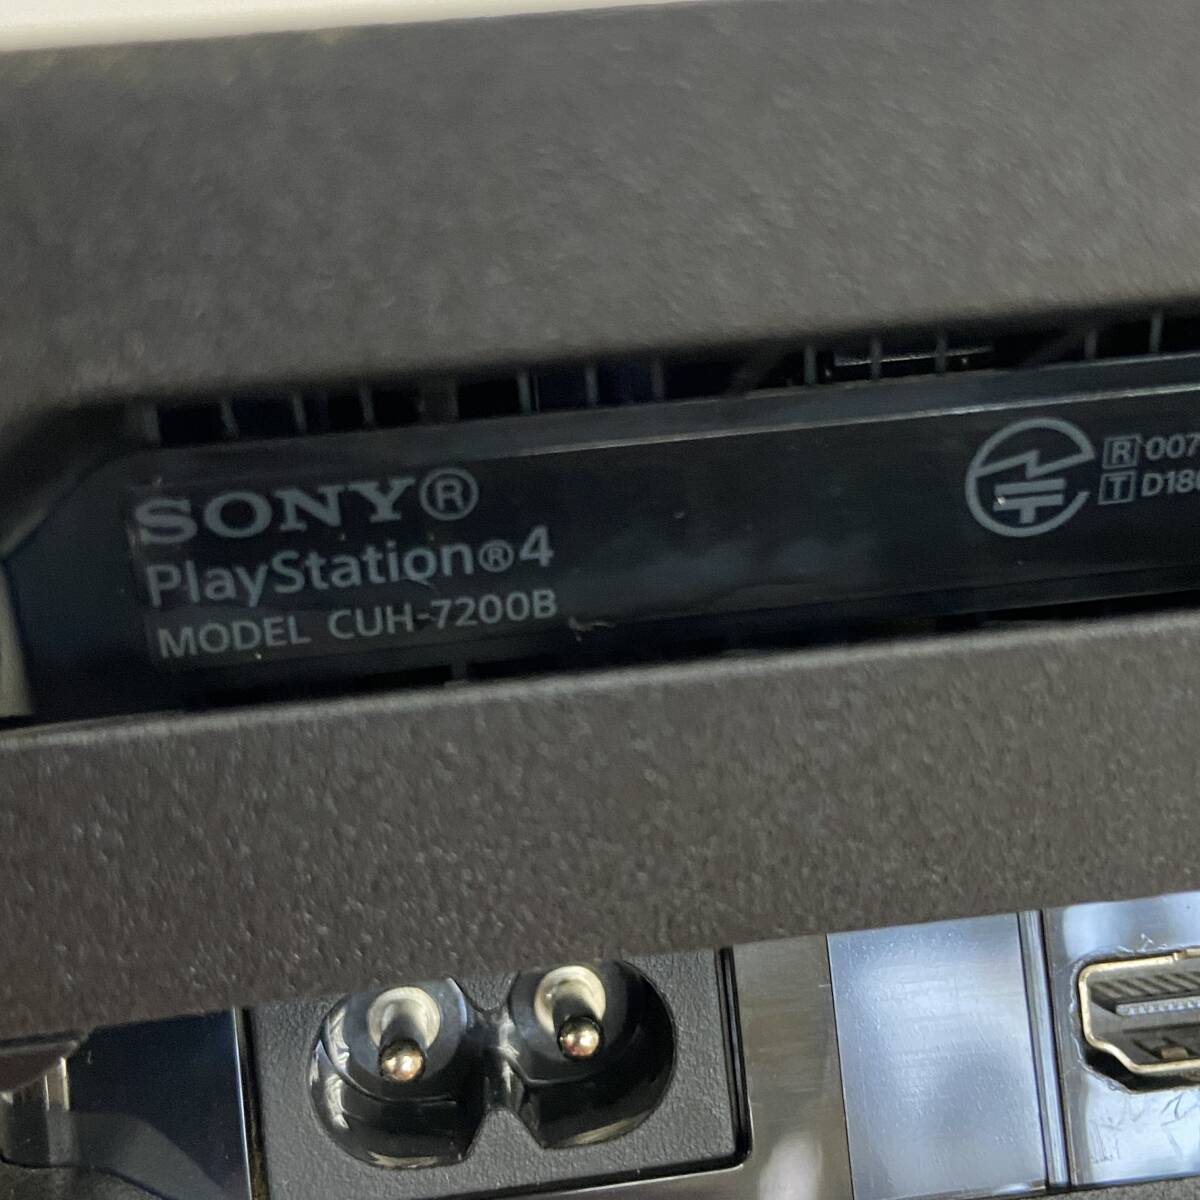 SONY®
PlayStation®4
MODEL CUH-7200B
R 007
T D18